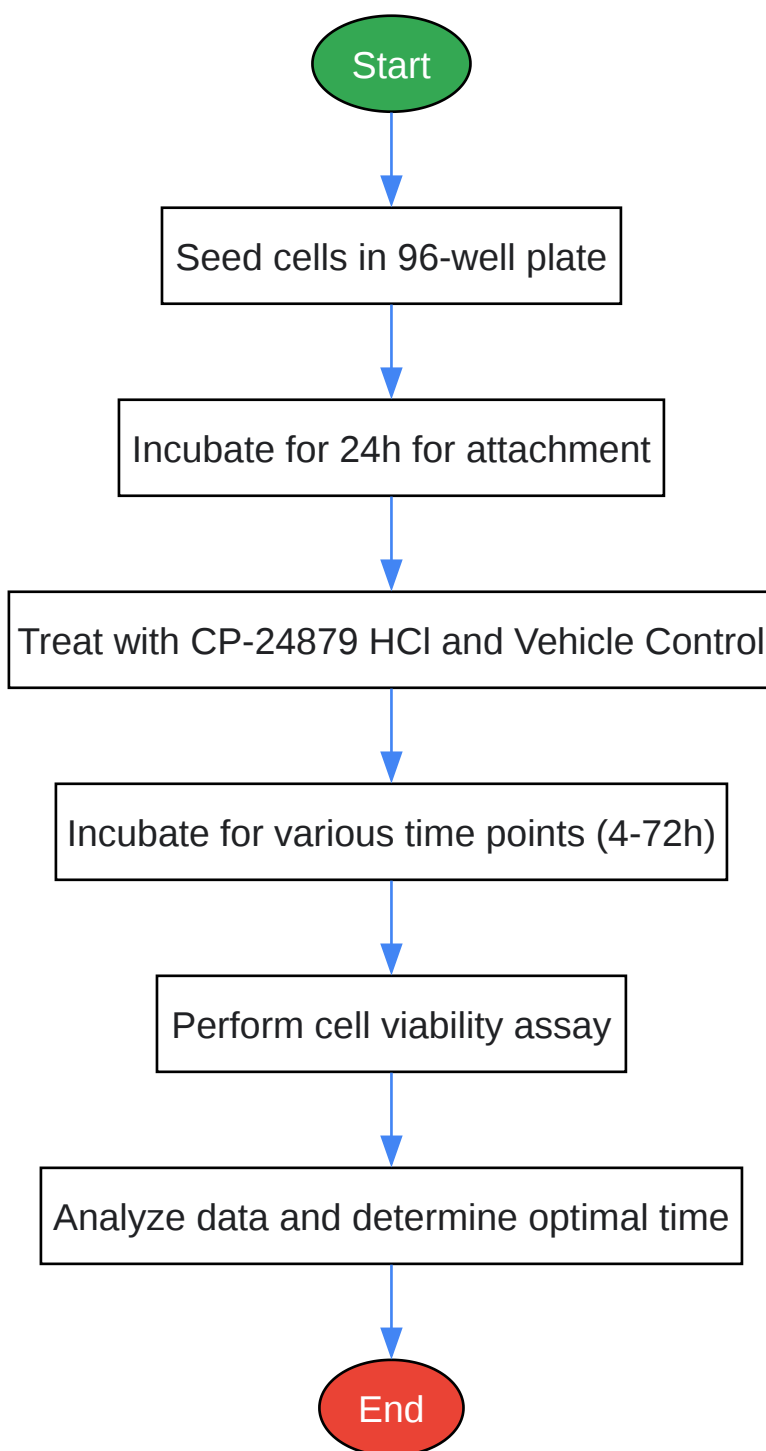 Start
Seed cells in 96-well plate
Incubate for 24h for attachment
Treat with CP-24879 HCl and Vehicle Control
Incubate for various time points (4-72h)
Perform cell viability assay
Analyze data and determine optimal time
End